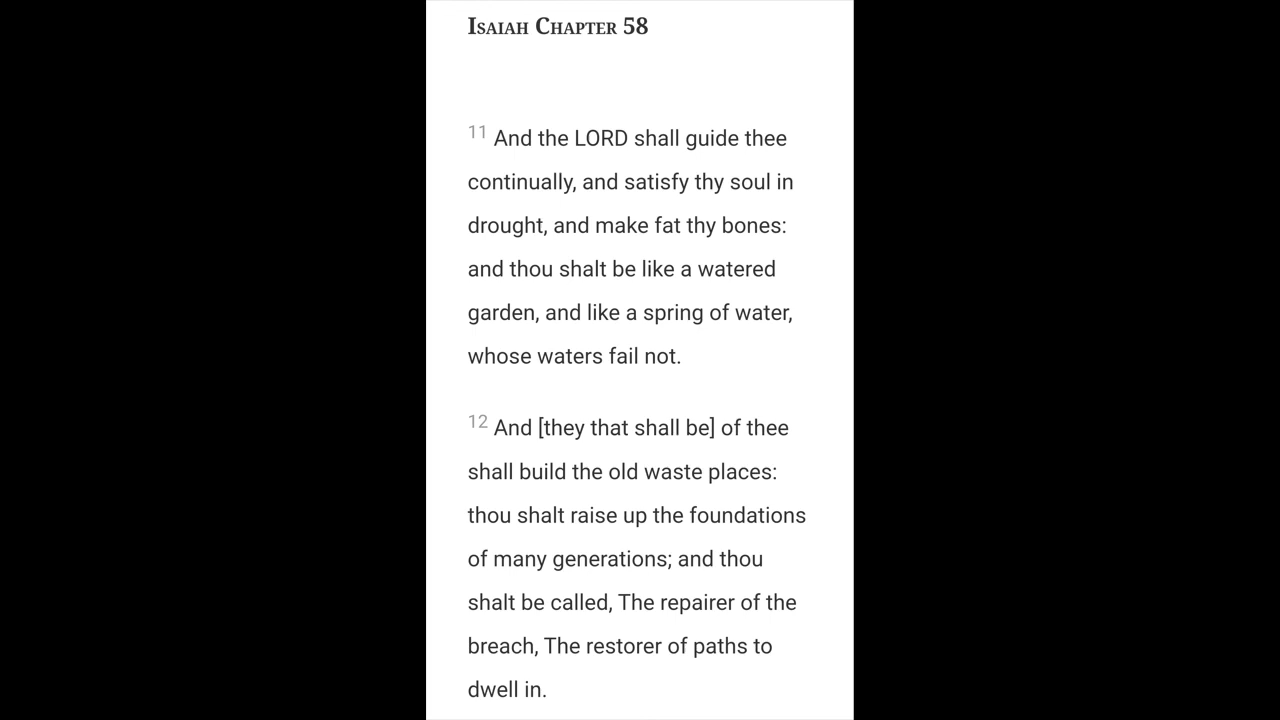 Isaiah Chapter 58
11 And the LORD shall guide thee
continually, and satisfy thy soul in
drought, and make fat thy bones:
and thou shalt be like a watered
garden, and like a spring of water,
whose waters fail not.
12 And [they that shall be] of thee
shall build the old waste places:
thou shalt raise up the foundations
of many generations; and thou
shalt be called, The repairer of the
breach, The restorer of paths to
dwell in.